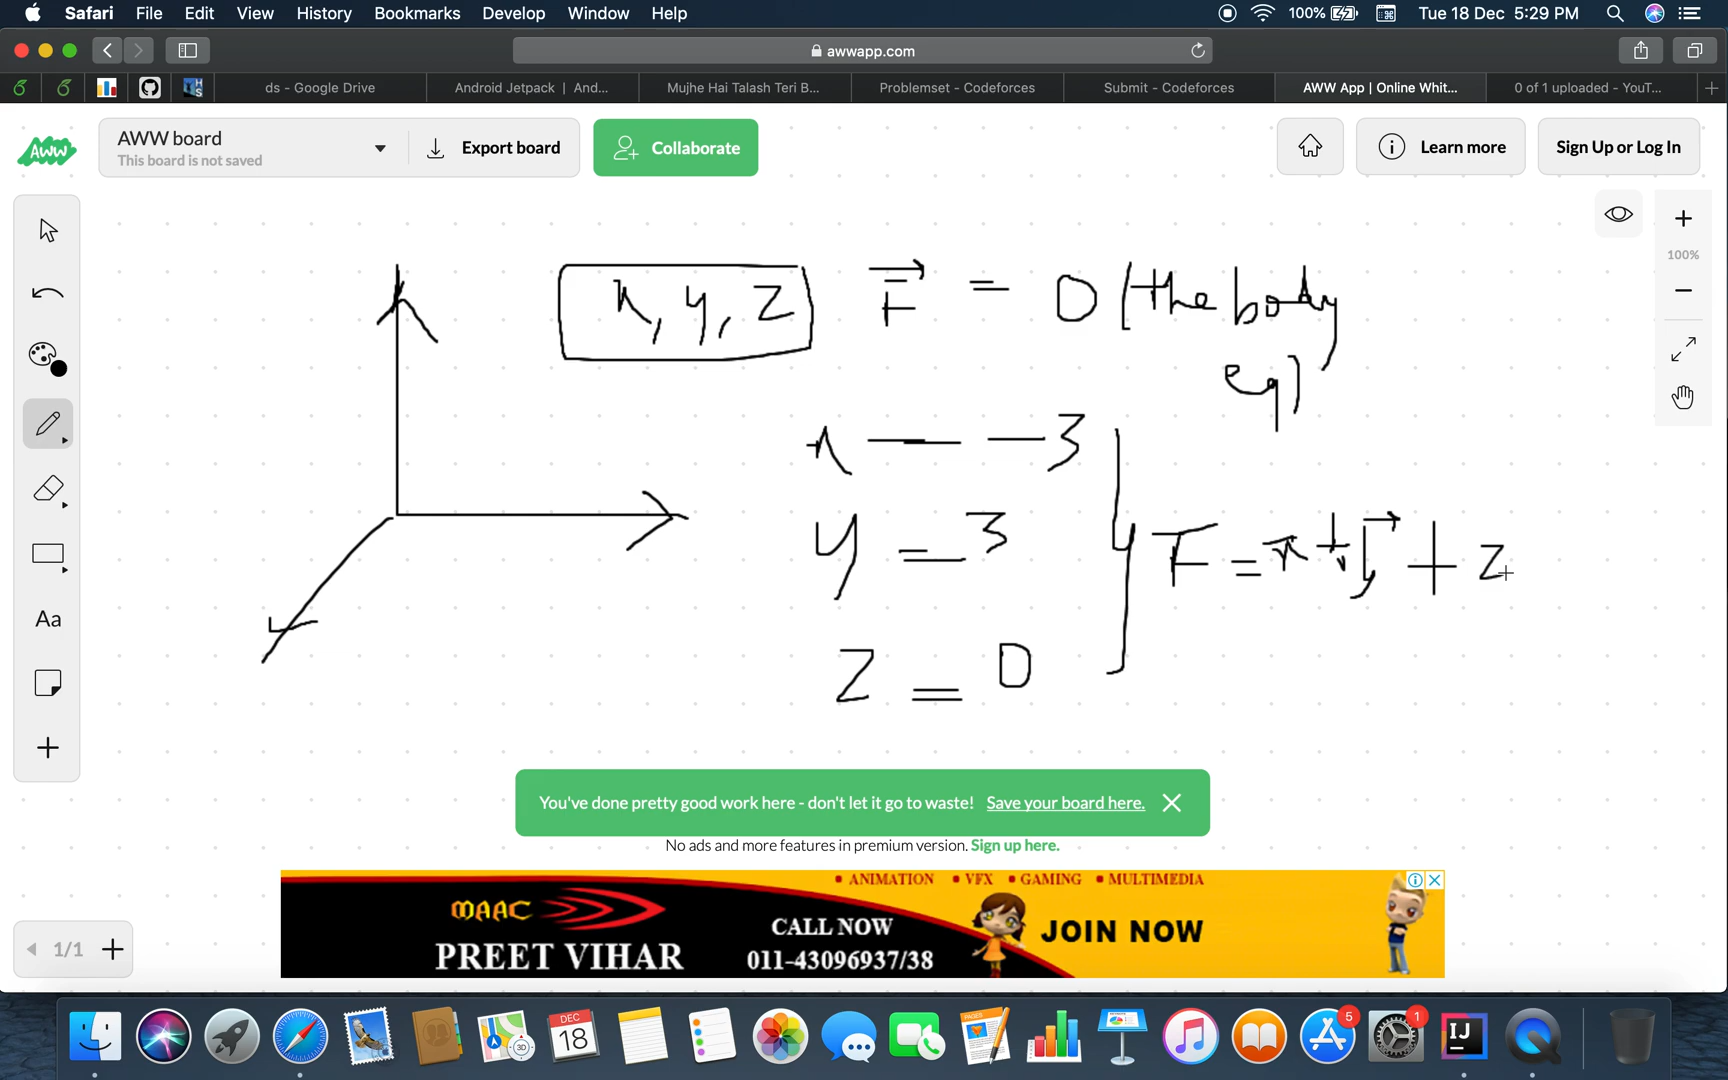 Safari File Edit View History Bookmarks Develop Window Help 100% Tue 18 Dec 5:29 PM
awwapp.com
ds - Google Drive Android Jetpack | And... Mujhe Hai Talash Teri B... Problemset - Codeforces Submit - Codeforces AWW App | Online Whit... 0 of 1 uploaded - YouT...
AWW
AWW board
This board is not saved
Export board
Collaborate
Learn more
Sign Up or Log In
100%
Aa
x, y, z F = 0 (the body
eq)
x — — 3
y = 3
z = 0
F = x + y + z
You've done pretty good work here - don't let it go to waste! Save your board here.
No ads and more features in premium version. Sign up here.
ANIMATION VFX GAMING MULTIMEDIA
MAAC
PREET VIHAR
CALL NOW
011-43096937/38
JOIN NOW
1/1
DEC
18
3D
5
1
IJ